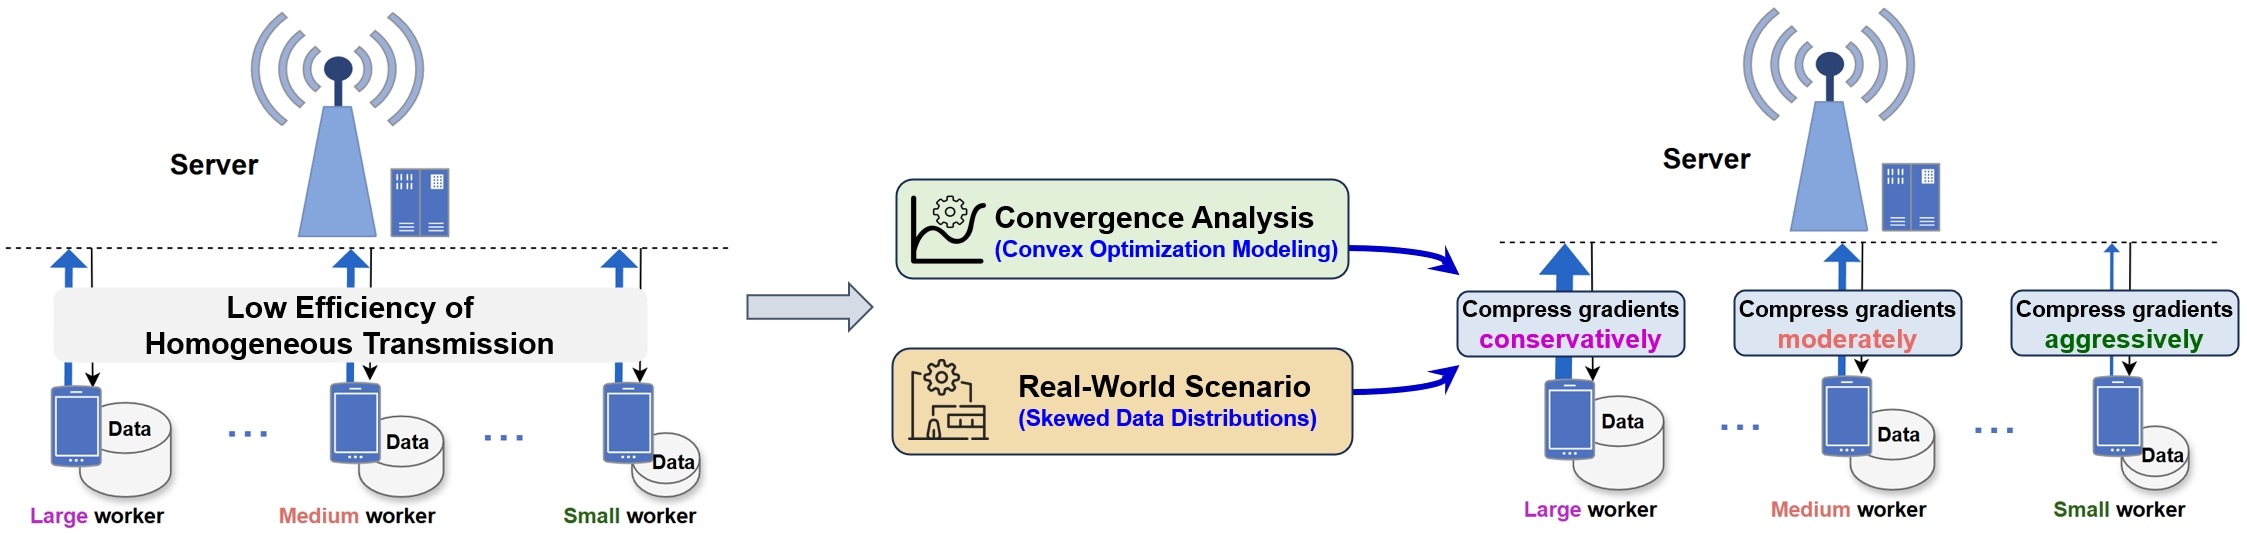 Server
Low Efficiency of
Homogeneous Transmission
Data
Data
Data
Large worker
Medium worker
Small worker
Convergence Analysis
(Convex Optimization Modeling)
Real-World Scenario
(Skewed Data Distributions)
Server
Compress gradients
conservatively
Compress gradients
moderately
Compress gradients
aggressively
Data
Data
Data
Large worker
Medium worker
Small worker